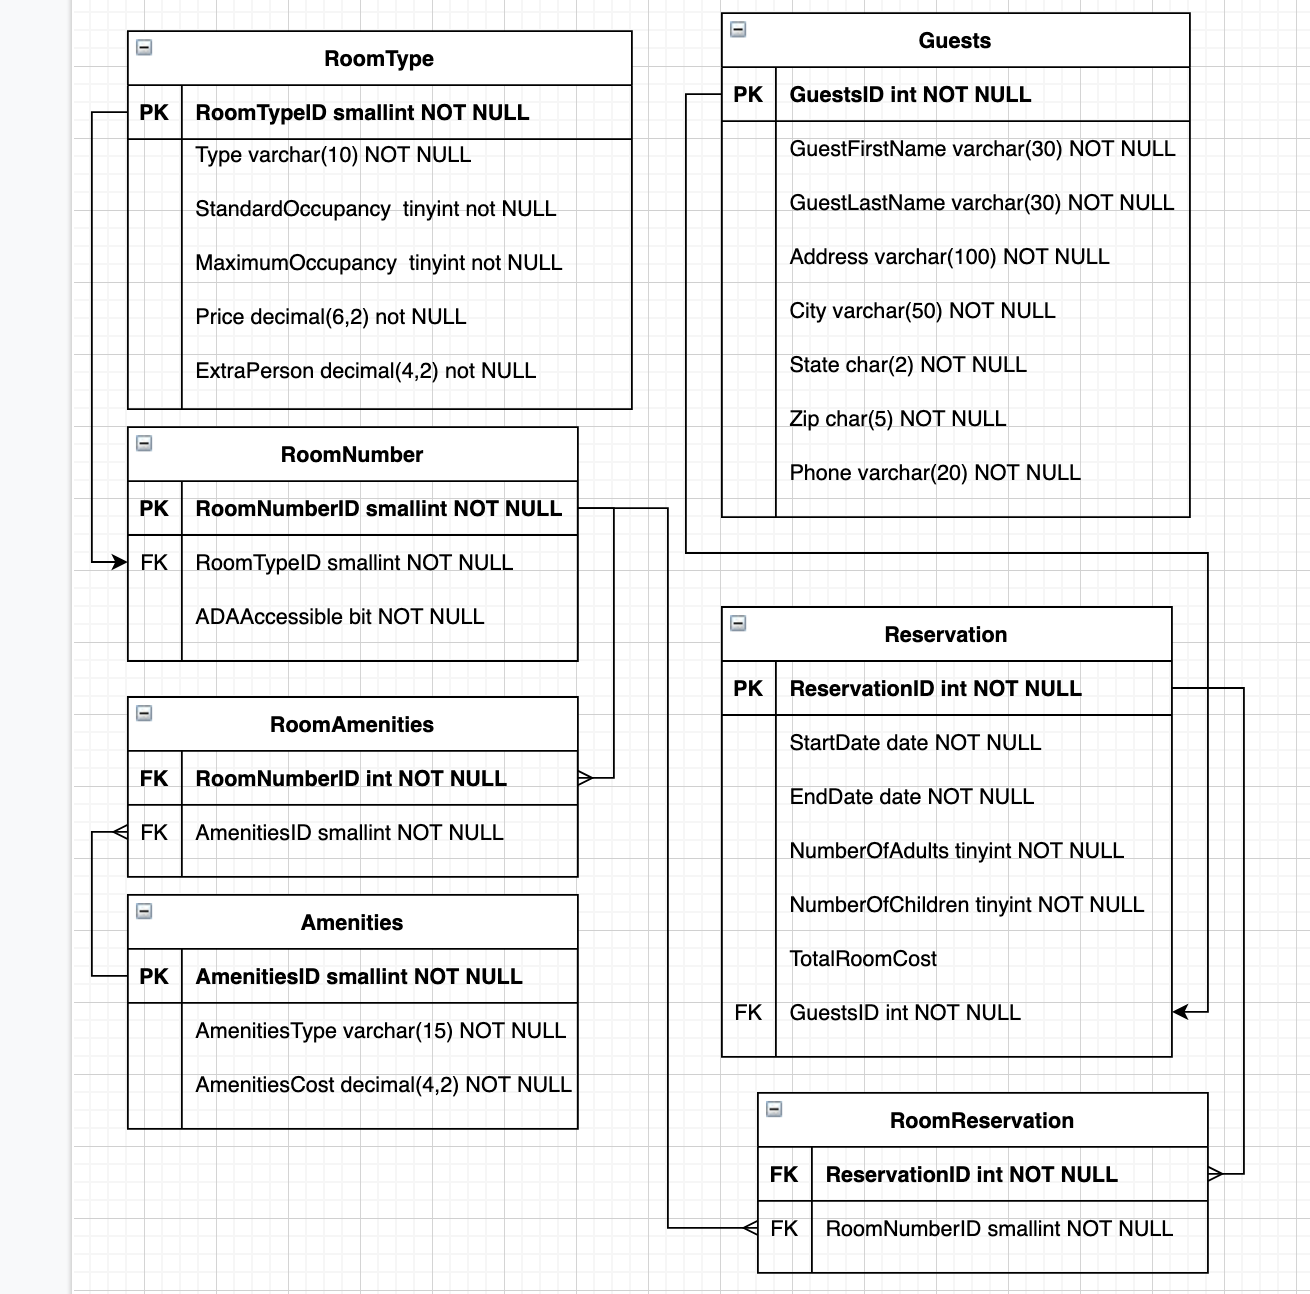 RoomType
PK RoomTypeID smallint NOT NULL
Type varchar(10) NOT NULL
StandardOccupancy  tinyint not NULL
MaximumOccupancy  tinyint not NULL
Price decimal(6,2) not NULL
ExtraPerson decimal(4,2) not NULL
RoomNumber
PK RoomNumberID smallint NOT NULL
FK RoomTypeID smallint NOT NULL
ADAAccessible bit NOT NULL
RoomAmenities
FK RoomNumberID int NOT NULL
FK AmenitiesID smallint NOT NULL
Amenities
PK AmenitiesID smallint NOT NULL
AmenitiesType varchar(15) NOT NULL
AmenitiesCost decimal(4,2) NOT NULL
Guests
PK GuestsID int NOT NULL
GuestFirstName varchar(30) NOT NULL
GuestLastName varchar(30) NOT NULL
Address varchar(100) NOT NULL
City varchar(50) NOT NULL
State char(2) NOT NULL
Zip char(5) NOT NULL
Phone varchar(20) NOT NULL
Reservation
PK ReservationID int NOT NULL
StartDate date NOT NULL
EndDate date NOT NULL
NumberOfAdults tinyint NOT NULL
NumberOfChildren tinyint NOT NULL
TotalRoomCost
FK GuestsID int NOT NULL
RoomReservation
FK ReservationID int NOT NULL
FK RoomNumberID smallint NOT NULL